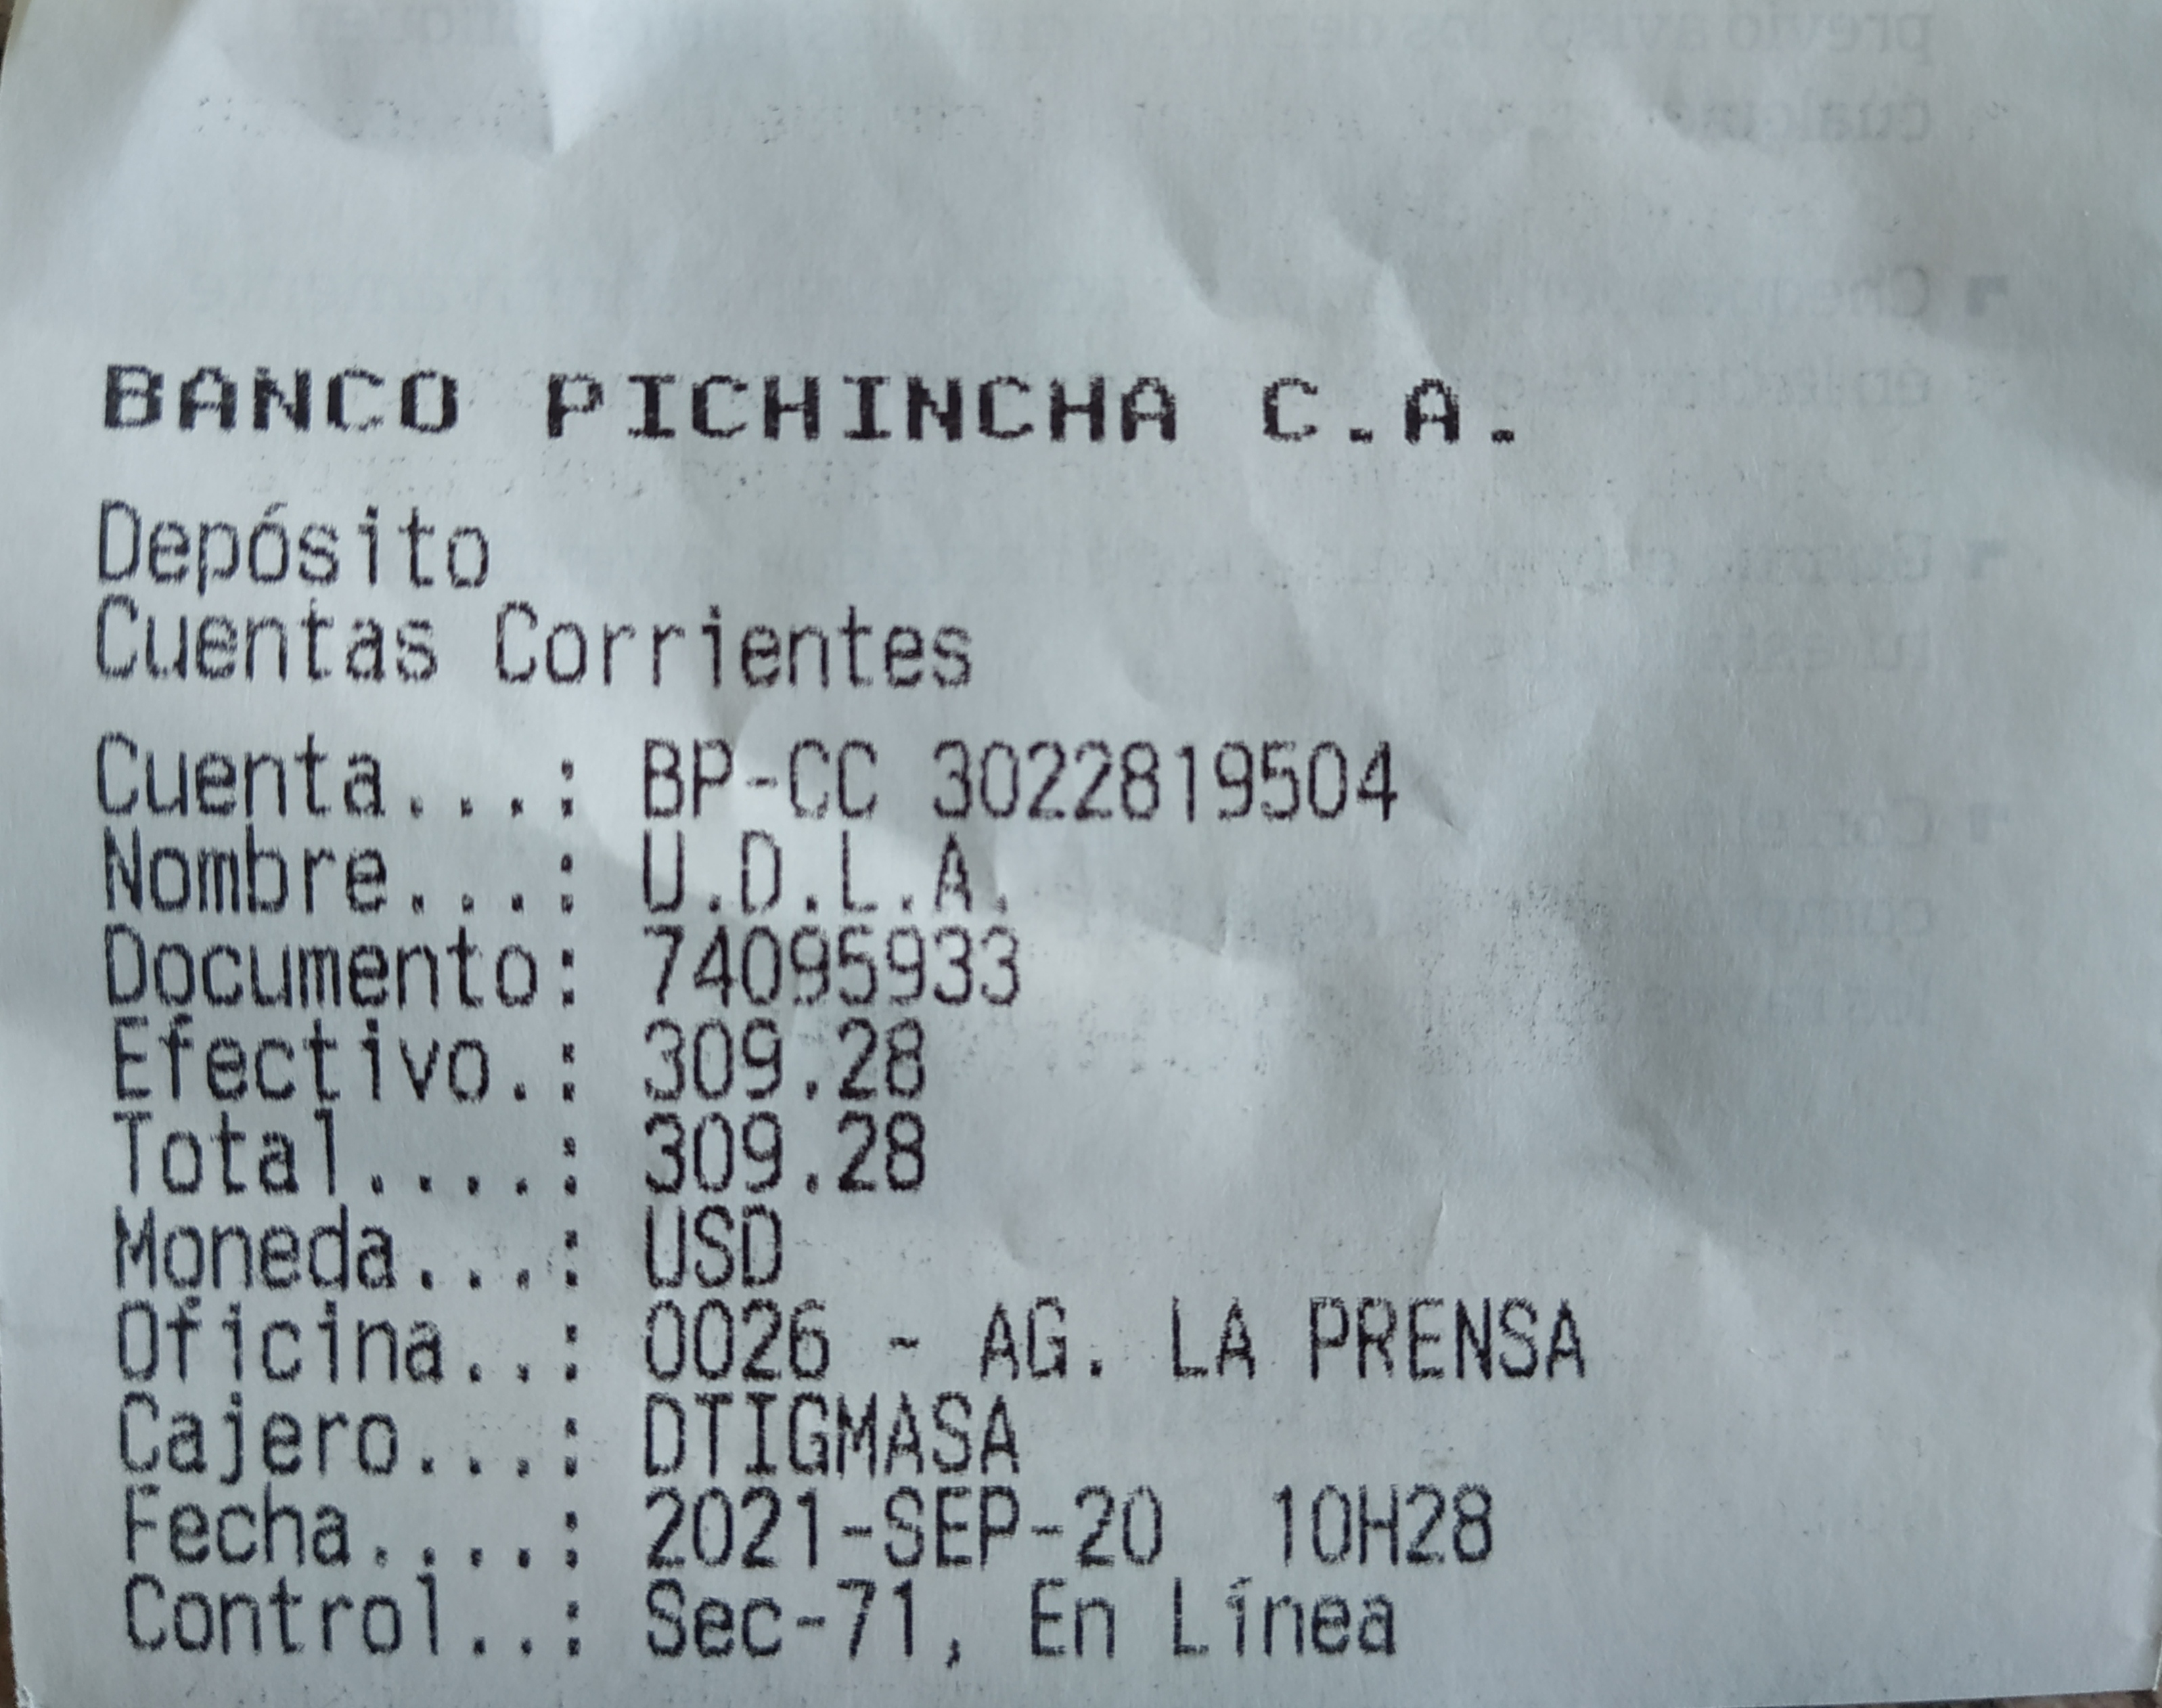 BANCO PICHINCHA C.A.
Depósito
Cuentas Corrientes
Cuenta...: BP-CC 3022819504
Nombre...: U.D.L.A.
Documento: 74095933
Efectivo.: 309.28
Total....: 309.28
Moneda...: USD
Oficina..: 0026 - AG. LA PRENSA
Cajero...: DTIGMASA
Fecha....: 2021-SEP-20 10H28
Control..: Sec-71, En Línea